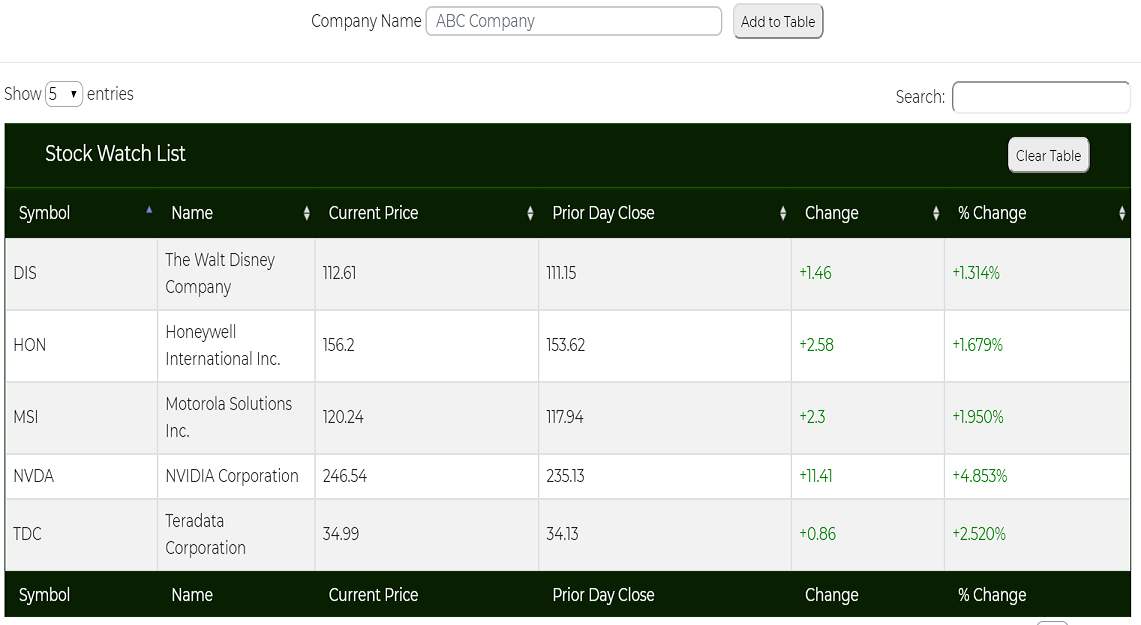 Company Name ABC Company Add to Table
Show 5 entries Search:
Stock Watch List Clear Table
Symbol Name Current Price Prior Day Close Change % Change
DIS The Walt Disney Company 112.61 111.15 +1.46 +1.314%
HON Honeywell International Inc. 156.2 153.62 +2.58 +1.679%
MSI Motorola Solutions Inc. 120.24 117.94 +2.3 +1.950%
NVDA NVIDIA Corporation 246.54 235.13 +11.41 +4.853%
TDC Teradata Corporation 34.99 34.13 +0.86 +2.520%
Symbol Name Current Price Prior Day Close Change % Change